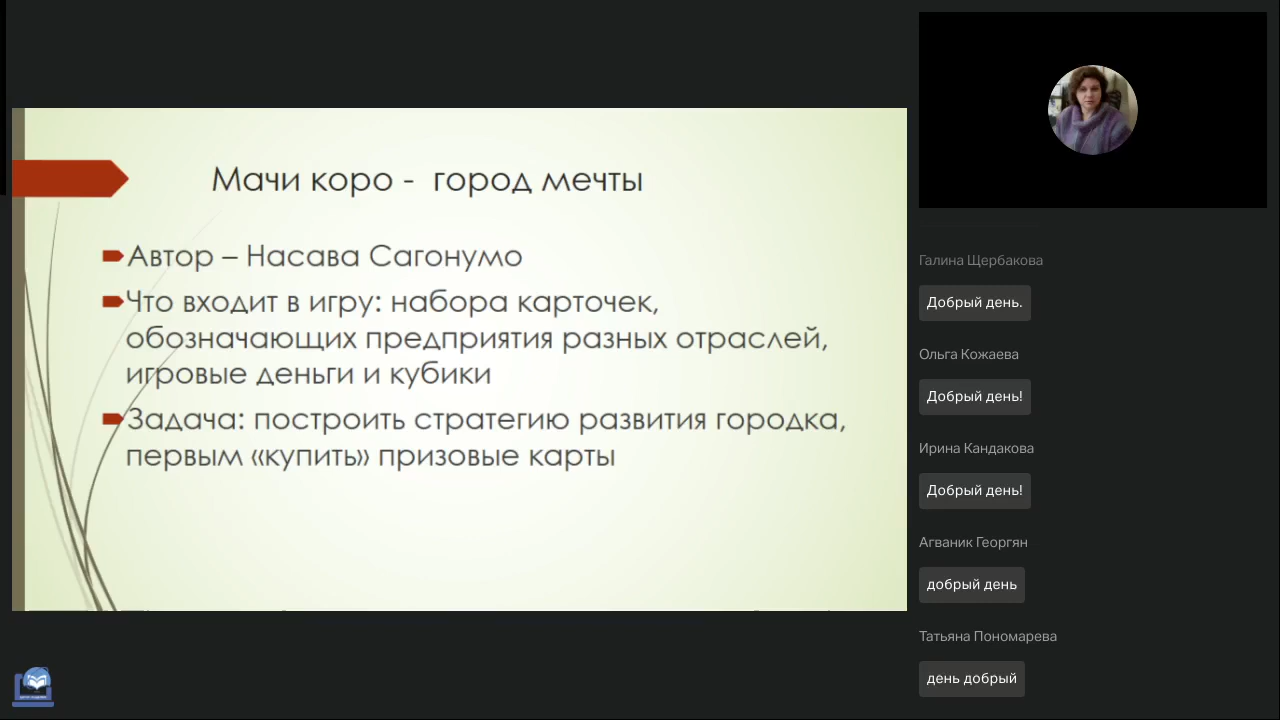 Мачи коро - город мечты
Автор – Насава Сагонумо
Что входит в игру: набора карточек,
обозначающих предприятия разных отраслей,
игровые деньги и кубики
Задача: построить стратегию развития городка,
первым «купить» призовые карты
Галина Щербакова
Добрый день.
Ольга Кожаева
Добрый день!
Ирина Кандакова
Добрый день!
Агваник Георгян
добрый день
Татьяна Пономарева
день добрый